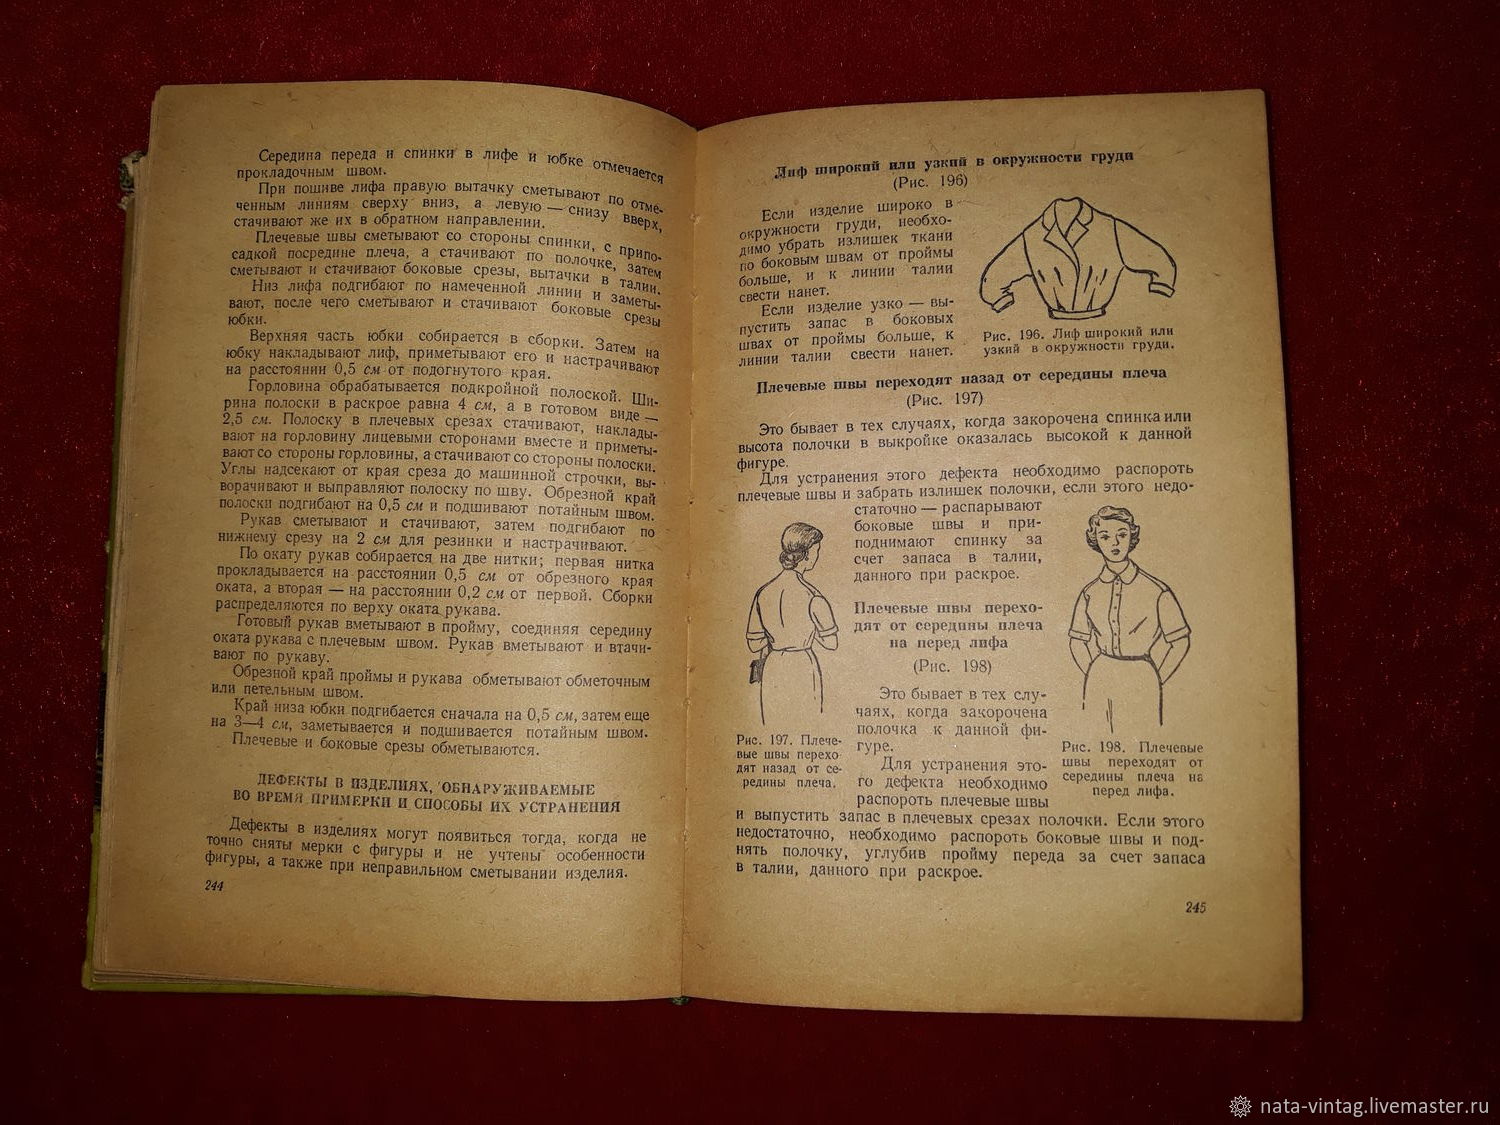 Середина переда и спинки в лифе и юбке отмечается
прокладочным швом.
При пошиве лифа правую вытачку сметывают по отме-
ченным линиям сверху вниз, а левую — снизу вверх,
стачивают же их в обратном направлении.
Плечевые швы сметывают со стороны спинки, с припо-
садкой посредине плеча, а стачивают по полочке, затем
сметывают и стачивают боковые срезы, вытачки в талии.
Низ лифа подгибают по намеченной линии и заметы-
вают, после чего сметывают и стачивают боковые срезы
юбки.
Верхняя часть юбки собирается в сборки. Затем на
юбку накладывают лиф, приметывают его и настрачивают
на расстоянии 0,5 см от подогнутого края.
Горловина обрабатывается подкройной полоской. Ши-
рина полоски в раскрое равна 4 см, а в готовом виде —
2,5 см. Полоску в плечевых срезах стачивают, наклады-
вают на горловину лицевыми сторонами вместе и приметы-
вают со стороны горловины, а стачивают со стороны полоски.
Углы надсекают от края среза до машинной строчки, вы-
ворачивают и выправляют полоску по шву. Обрезной край
полоски подгибают на 0,5 см и подшивают потайным швом.
Рукав сметывают и стачивают, затем подгибают по
нижнему срезу на 2 см для резинки и настрачивают.
По окату рукав собирается на две нитки; первая нитка
прокладывается на расстоянии 0,5 см от обрезного края
оката, а вторая — на расстоянии 0,2 см от первой. Сборки
распределяются по верху оката рукава.
Готовый рукав вметывают в пройму, соединяя середину
оката рукава с плечевым швом. Рукав вметывают и втачи-
вают по рукаву.
Обрезной край проймы и рукава обметывают обметочным
или петельным швом.
Край низа юбки подгибается сначала на 0,5 см, затем еще
на 3—4 см, заметывается и подшивается потайным швом.
Плечевые и боковые срезы обметываются.
ДЕФЕКТЫ В ИЗДЕЛИЯХ, ОБНАРУЖИВАЕМЫЕ
ВО ВРЕМЯ ПРИМЕРКИ И СПОСОБЫ ИХ УСТРАНЕНИЯ
Дефекты в изделиях могут появиться тогда, когда не
точно сняты мерки с фигуры и не учтены особенности
фигуры, а также при неправильном сметывании изделия.
244
Лиф широкий или узкий в окружности груди
(Рис. 196)
Если изделие широко в
окружности груди, необхо-
димо убрать излишек ткани
по боковым швам от проймы
больше, и к линии талии
свести нанет.
Если изделие узко — вы-
пустить запас в боковых
швах от проймы больше, к
линии талии свести нанет.
Рис. 196. Лиф широкий или
узкий в окружности груди.
Плечевые швы переходят назад от середины плеча
(Рис. 197)
Это бывает в тех случаях, когда закорочена спинка или
высота полочки в выкройке оказалась высокой к данной
фигуре.
Для устранения этого дефекта необходимо распороть
плечевые швы и забрать излишек полочки, если этого недо-
статочно — распарывают
боковые швы и при-
поднимают спинку за
счет запаса в талии,
данного при раскрое.
Плечевые швы перехо-
дят от середины плеча
на перед лифа
(Рис. 198)
Это бывает в тех слу-
чаях, когда закорочена
полочка к данной фи-
гуре.
Для устранения это-
го дефекта необходимо
распороть плечевые швы
Рис. 197. Плече-
вые швы перехо-
дят назад от се-
редины плеча.
Рис. 198. Плечевые
швы переходят от
середины плеча на
перед лифа.
и выпустить запас в плечевых срезах полочки. Если этого
недостаточно, необходимо распороть боковые швы и под-
нять полочку, углубив пройму переда за счет запаса
в талии, данного при раскрое.
245
nata-vintag.livemaster.ru